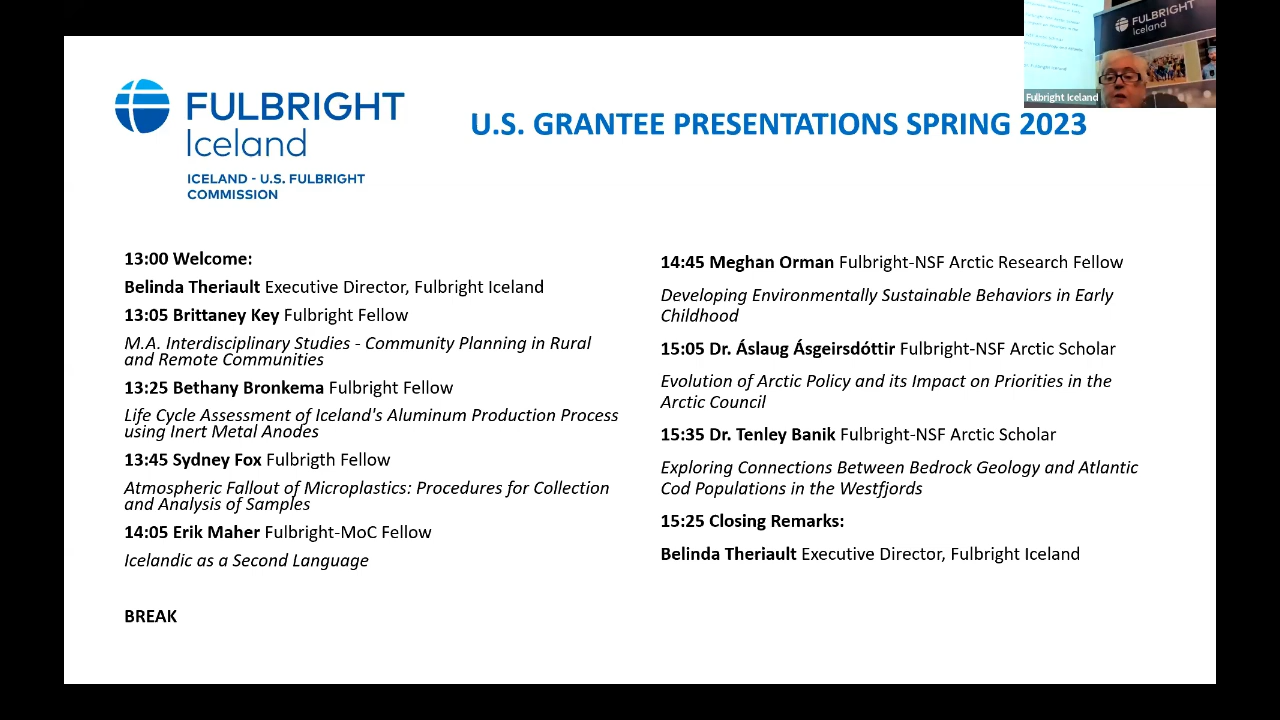 FULBRIGHT
Iceland
ICELAND - U.S. FULBRIGHT
COMMISSION
U.S. GRANTEE PRESENTATIONS SPRING 2023
FULBRIGHT
Iceland
Fulbright Iceland
13:00 Welcome:
Belinda Theriault Executive Director, Fulbright Iceland
13:05 Brittaney Key Fulbright Fellow
M.A. Interdisciplinary Studies - Community Planning in Rural
and Remote Communities
13:25 Bethany Bronkema Fulbright Fellow
Life Cycle Assessment of Iceland's Aluminum Production Process
using Inert Metal Anodes
13:45 Sydney Fox Fulbrigth Fellow
Atmospheric Fallout of Microplastics: Procedures for Collection
and Analysis of Samples
14:05 Erik Maher Fulbright-MoC Fellow
Icelandic as a Second Language
BREAK
14:45 Meghan Orman Fulbright-NSF Arctic Research Fellow
Developing Environmentally Sustainable Behaviors in Early
Childhood
15:05 Dr. Áslaug Ásgeirsdóttir Fulbright-NSF Arctic Scholar
Evolution of Arctic Policy and its Impact on Priorities in the
Arctic Council
15:35 Dr. Tenley Banik Fulbright-NSF Arctic Scholar
Exploring Connections Between Bedrock Geology and Atlantic
Cod Populations in the Westfjords
15:25 Closing Remarks:
Belinda Theriault Executive Director, Fulbright Iceland